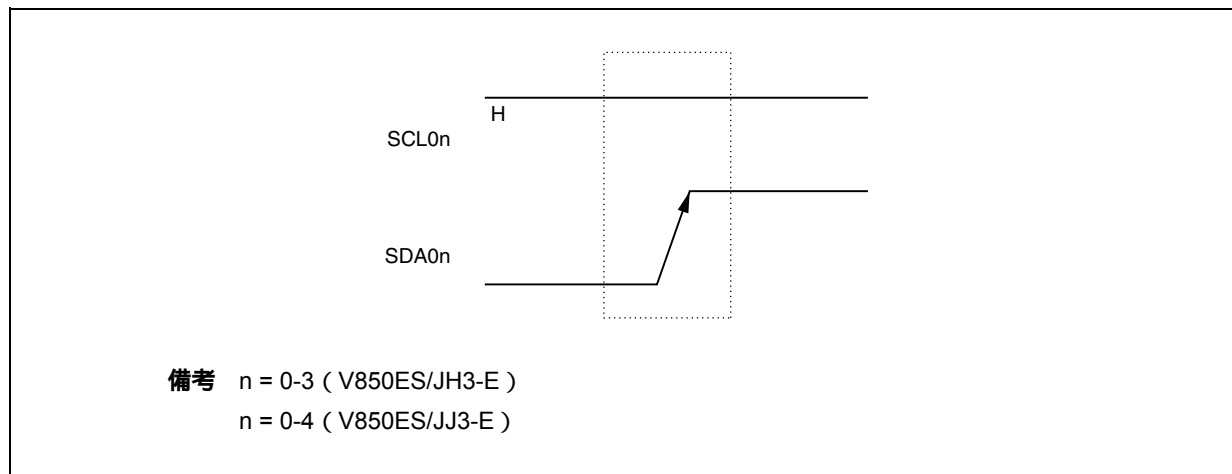 H
SCL0n
SDA0n
備考 n = 0-3（V850ES/JH3-E）
n = 0-4（V850ES/JJ3-E）